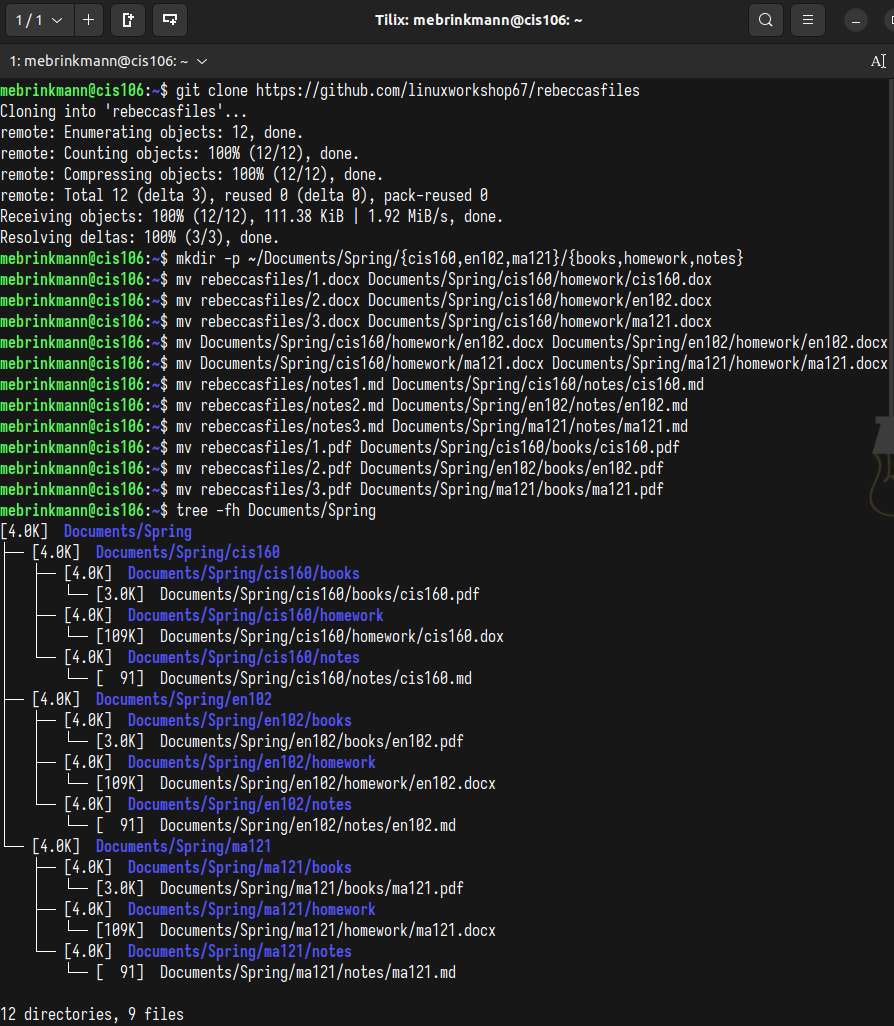 1 / 1
Tilix: mebrinkmann@cis106: ~
1: mebrinkmann@cis106: ~
mebrinkmann@cis106:~$ git clone https://github.com/linuxworkshop67/rebeccasfiles
Cloning into 'rebeccasfiles'...
remote: Enumerating objects: 12, done.
remote: Counting objects: 100% (12/12), done.
remote: Compressing objects: 100% (12/12), done.
remote: Total 12 (delta 3), reused 0 (delta 0), pack-reused 0
Receiving objects: 100% (12/12), 111.38 KiB | 1.92 MiB/s, done.
Resolving deltas: 100% (3/3), done.
mebrinkmann@cis106:~$ mkdir -p ~/Documents/Spring/{cis160,en102,ma121}/{books,homework,notes}
mebrinkmann@cis106:~$ mv rebeccasfiles/1.docx Documents/Spring/cis160/homework/cis160.dox
mebrinkmann@cis106:~$ mv rebeccasfiles/2.docx Documents/Spring/cis160/homework/en102.docx
mebrinkmann@cis106:~$ mv rebeccasfiles/3.docx Documents/Spring/cis160/homework/ma121.docx
mebrinkmann@cis106:~$ mv Documents/Spring/cis160/homework/en102.docx Documents/Spring/en102/homework/en102.docx
mebrinkmann@cis106:~$ mv Documents/Spring/cis160/homework/ma121.docx Documents/Spring/ma121/homework/ma121.docx
mebrinkmann@cis106:~$ mv rebeccasfiles/notes1.md Documents/Spring/cis160/notes/cis160.md
mebrinkmann@cis106:~$ mv rebeccasfiles/notes2.md Documents/Spring/en102/notes/en102.md
mebrinkmann@cis106:~$ mv rebeccasfiles/notes3.md Documents/Spring/ma121/notes/ma121.md
mebrinkmann@cis106:~$ mv rebeccasfiles/1.pdf Documents/Spring/cis160/books/cis160.pdf
mebrinkmann@cis106:~$ mv rebeccasfiles/2.pdf Documents/Spring/en102/books/en102.pdf
mebrinkmann@cis106:~$ mv rebeccasfiles/3.pdf Documents/Spring/ma121/books/ma121.pdf
mebrinkmann@cis106:~$ tree -fh Documents/Spring
[4.0K]  Documents/Spring
├── [4.0K]  Documents/Spring/cis160
│   ├── [4.0K]  Documents/Spring/cis160/books
│   │   └── [3.0K]  Documents/Spring/cis160/books/cis160.pdf
│   ├── [4.0K]  Documents/Spring/cis160/homework
│   │   └── [109K]  Documents/Spring/cis160/homework/cis160.dox
│   └── [4.0K]  Documents/Spring/cis160/notes
│       └── [  91]  Documents/Spring/cis160/notes/cis160.md
├── [4.0K]  Documents/Spring/en102
│   ├── [4.0K]  Documents/Spring/en102/books
│   │   └── [3.0K]  Documents/Spring/en102/books/en102.pdf
│   ├── [4.0K]  Documents/Spring/en102/homework
│   │   └── [109K]  Documents/Spring/en102/homework/en102.docx
│   └── [4.0K]  Documents/Spring/en102/notes
│       └── [  91]  Documents/Spring/en102/notes/en102.md
└── [4.0K]  Documents/Spring/ma121
    ├── [4.0K]  Documents/Spring/ma121/books
    │   └── [3.0K]  Documents/Spring/ma121/books/ma121.pdf
    ├── [4.0K]  Documents/Spring/ma121/homework
    │   └── [109K]  Documents/Spring/ma121/homework/ma121.docx
    └── [4.0K]  Documents/Spring/ma121/notes
        └── [  91]  Documents/Spring/ma121/notes/ma121.md
12 directories, 9 files